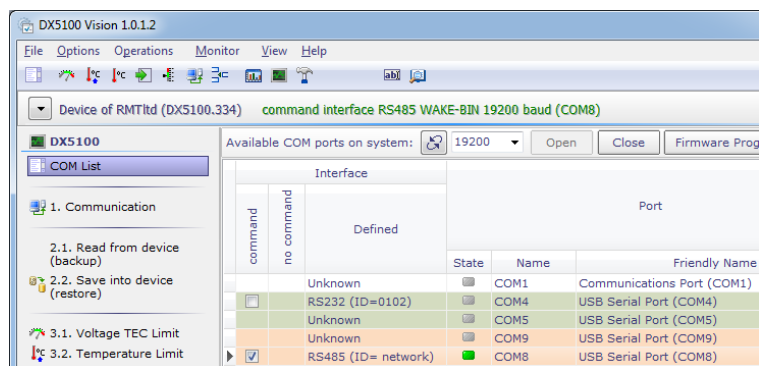 DX5100 Vision 1.0.1.2
File Options Operations Monitor View Help
ab
Device of RMTltd (DX5100.334) command interface RS485 WAKE-BIN 19200 baud (COM8)
DX5100
Available COM ports on system: 19200 Open Close Firmware Prog
COM List
Interface
1. Communication
command
no command
Defined
Port
2.1. Read from device
(backup)
State Name Friendly Name
2.2. Save into device
(restore)
Unknown COM1 Communications Port (COM1)
RS232 (ID=0102) COM4 USB Serial Port (COM4)
Unknown COM5 USB Serial Port (COM5)
3.1. Voltage TEC Limit
Unknown COM9 USB Serial Port (COM9)
3.2. Temperature Limit
RS485 (ID= network) COM8 USB Serial Port (COM8)